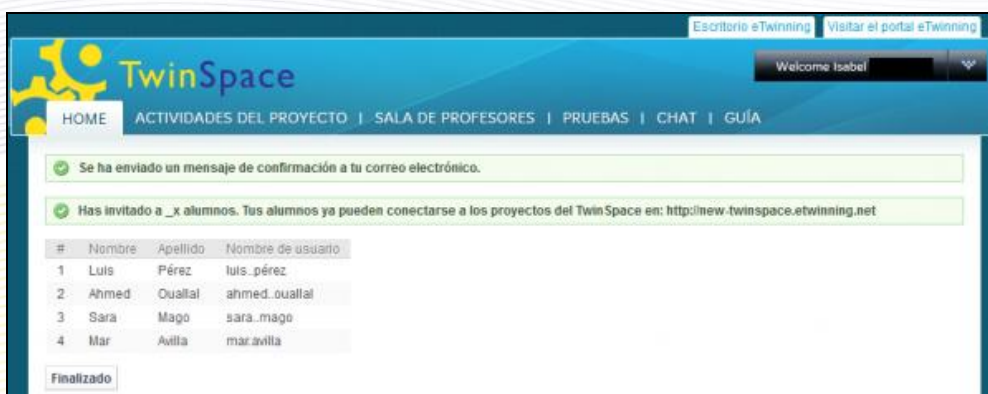 Escritorio eTwinning Visitar el portal eTwinning
TwinSpace
Welcome Isabel
HOME ACTIVIDADES DEL PROYECTO | SALA DE PROFESORES | PRUEBAS | CHAT | GUÍA
Se ha enviado un mensaje de confirmación a tu correo electrónico.
Has invitado a _x alumnos. Tus alumnos ya pueden conectarse a los proyectos del TwinSpace en: http://new-twinspace.etwinning.net
# Nombre Apellido Nombre de usuario
1 Luis Pérez luis..pérez
2 Ahmed Ouallal ahmed..ouallal
3 Sara Mago sara..mago
4 Mar Avilla mar.avilla
Finalizado